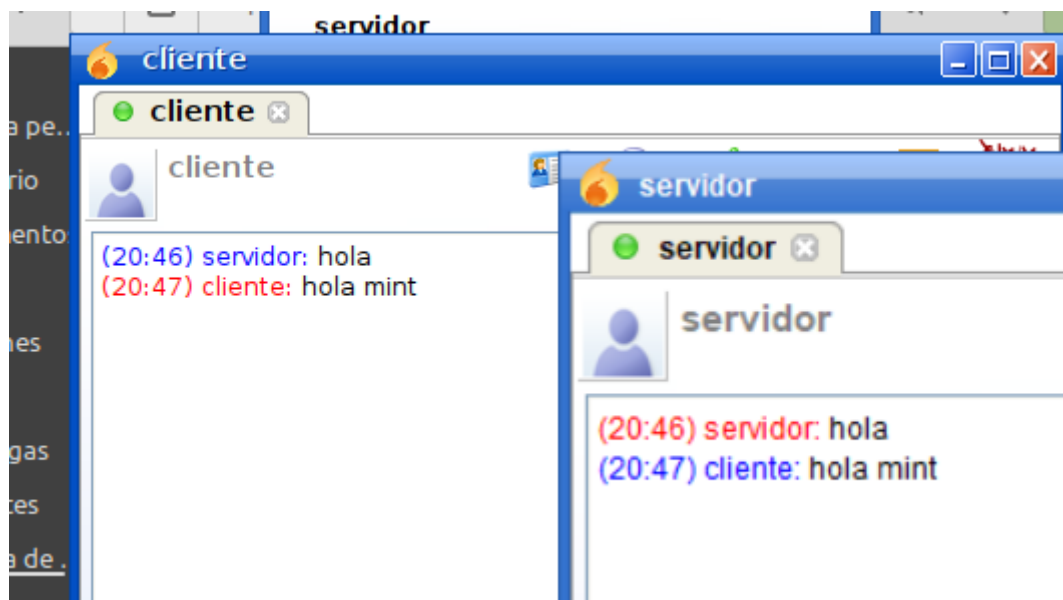 servidor
cliente
cliente
cliente
(20:46) servidor: hola
(20:47) cliente: hola mint
servidor
servidor
servidor
(20:46) servidor: hola
(20:47) cliente: hola mint
a pe..
rio
ento
nes
gas
tes
a de .